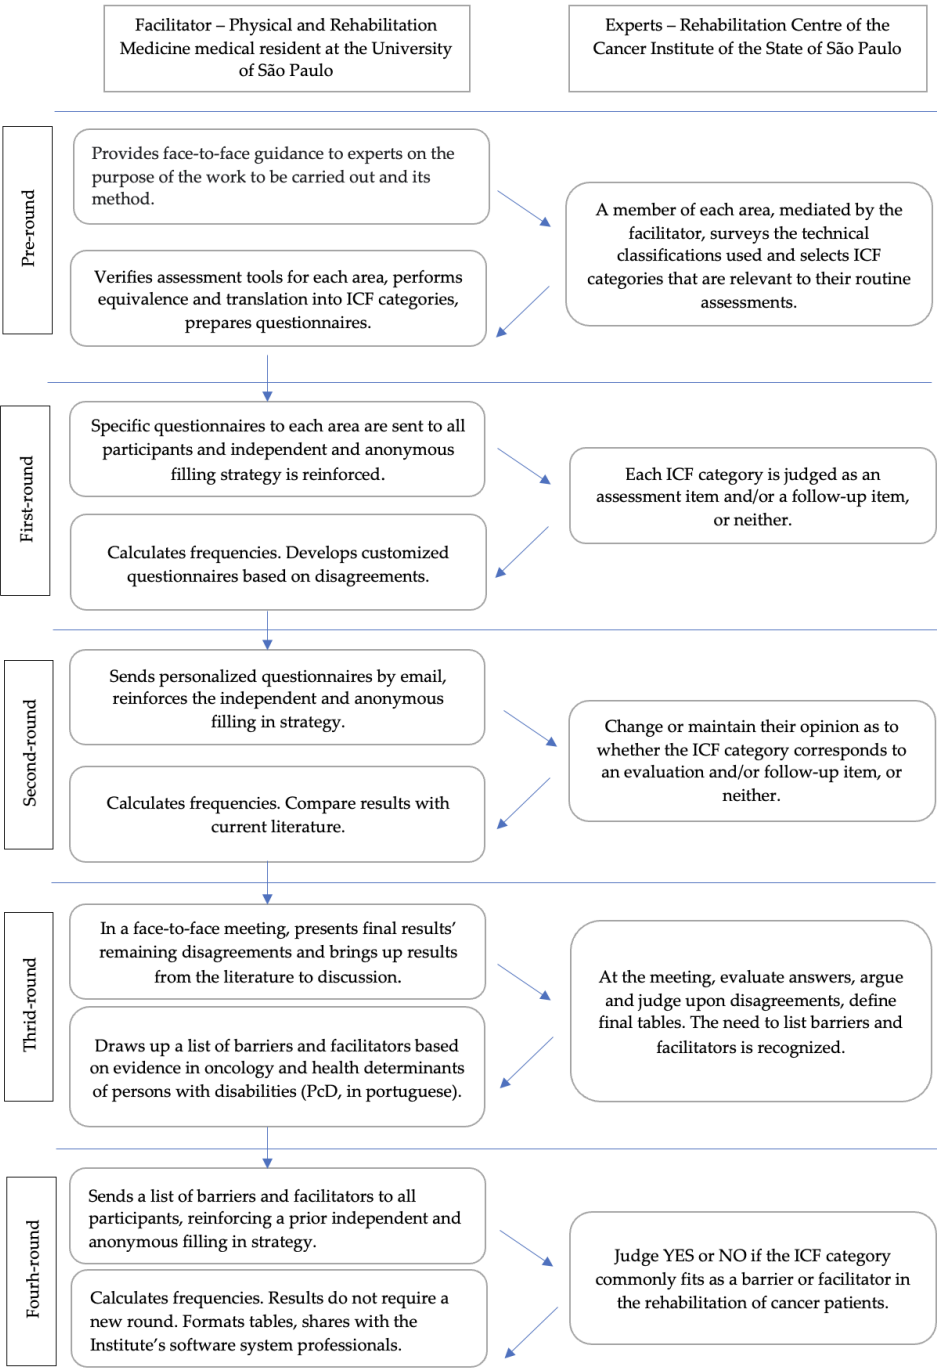 Facilitator – Physical and Rehabilitation
Medicine medical resident at the University
of São Paulo
Experts – Rehabilitation Centre of the
Cancer Institute of the State of São Paulo
Pre-round
Provides face-to-face guidance to experts on the
purpose of the work to be carried out and its
method.
A member of each area, mediated by the
facilitator, surveys the technical
classifications used and selects ICF
categories that are relevant to their routine
assessments.
Verifies assessment tools for each area, performs
equivalence and translation into ICF categories,
prepares questionnaires.
First-round
Specific questionnaires to each area are sent to all
participants and independent and anonymous
filling strategy is reinforced.
Each ICF category is judged as an
assessment item and/or a follow-up item,
or neither.
Calculates frequencies. Develops customized
questionnaires based on disagreements.
Second-round
Sends personalized questionnaires by email,
reinforces the independent and anonymous
filling in strategy.
Change or maintain their opinion as to
whether the ICF category corresponds to
an evaluation and/or follow-up item, or
neither.
Calculates frequencies. Compare results with
current literature.
Thrid-round
In a face-to-face meeting, presents final results’
remaining disagreements and brings up results
from the literature to discussion.
At the meeting, evaluate answers, argue
and judge upon disagreements, define
final tables. The need to list barriers and
facilitators is recognized.
Draws up a list of barriers and facilitators based
on evidence in oncology and health determinants
of persons with disabilities (PcD, in portuguese).
Fourh-round
Sends a list of barriers and facilitators to all
participants, reinforcing a prior independent and
anonymous filling in strategy.
Judge YES or NO if the ICF category
commonly fits as a barrier or facilitator in
the rehabilitation of cancer patients.
Calculates frequencies. Results do not require a
new round. Formats tables, shares with the
Institute’s software system professionals.